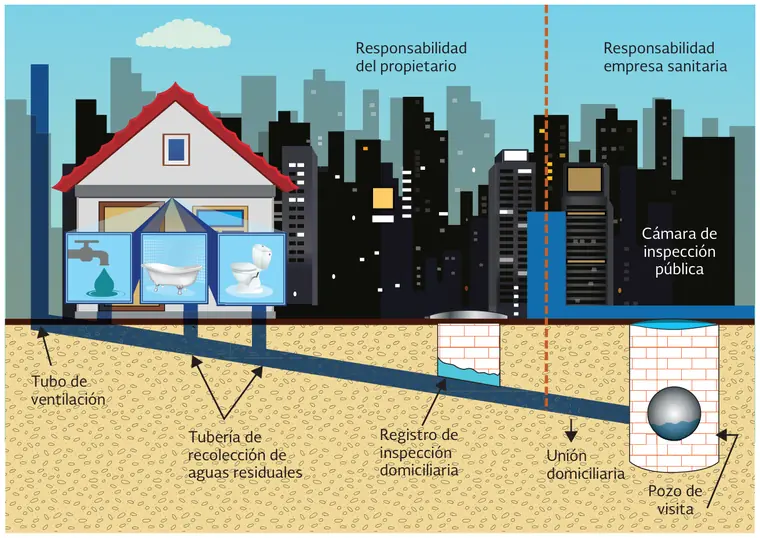 Responsabilidad
del propietario
Responsabilidad
empresa sanitaria
Cámara de
inspección
pública
Tubo de
ventilación
Tubería de
recolección de
aguas residuales
Registro de
inspección
domiciliaria
Unión
domiciliaria
Pozo de
visita